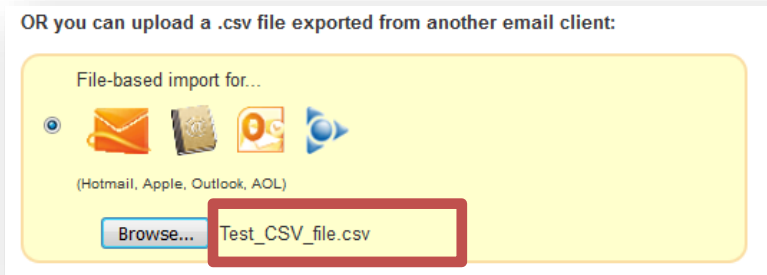 OR you can upload a .csv file exported from another email client:
File-based import for...
(Hotmail, Apple, Outlook, AOL)
Browse... Test_CSV_file.csv